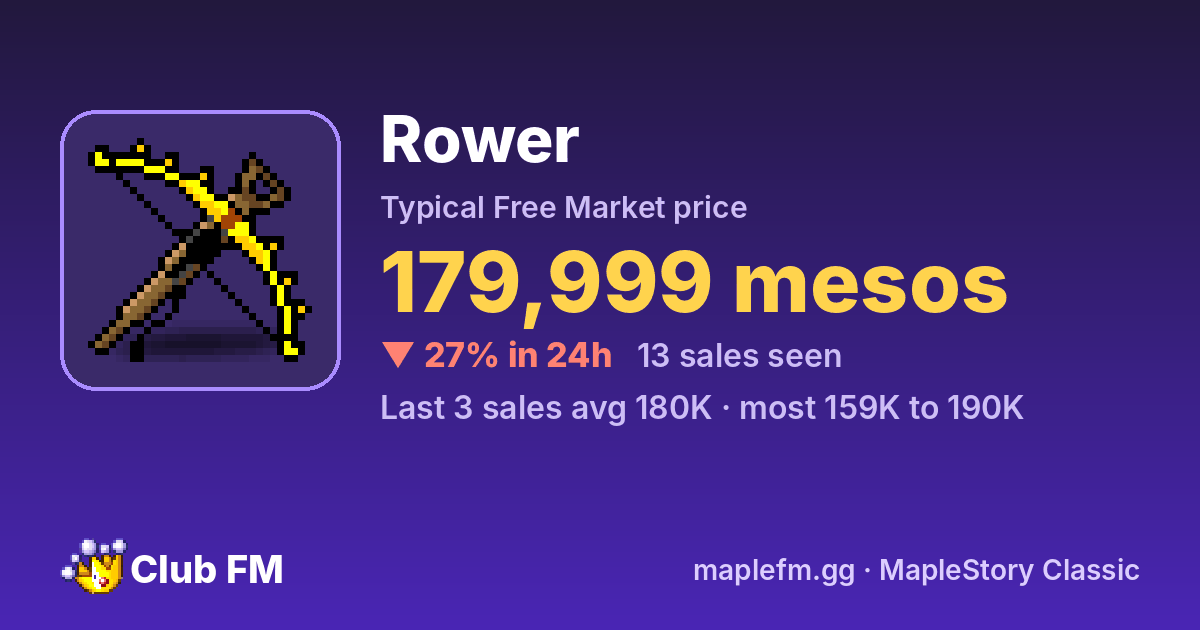 Rower
Typical Free Market price
179,999 mesos
▼ 27% in 24h 13 sales seen
Last 3 sales avg 180K · most 159K to 190K
Club FM
maplefm.gg · MapleStory Classic